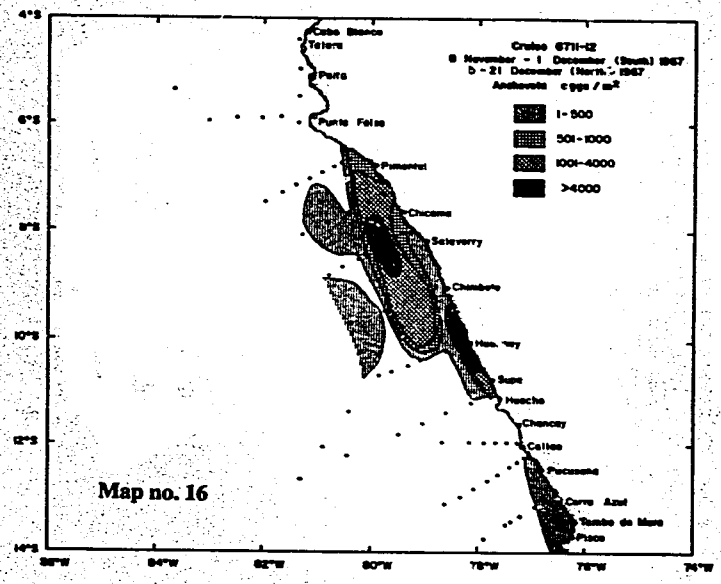 4°S
6°S
8°S
10°S
12°S
14°S
Cruise 6711-12
8 November - 1 December (South) 1967
21 December (North) 1967
Anchoveta eggs / m²
1-500
501-1000
1001-4000
>4000
Cabo Blanco
Talara
Paita
Punta Falsa
Pimentel
Chicama
Salaverry
Chimbote
Supe
Huacho
Chancay
Callao
Pucusana
Cerro Azul
Tambo de Mora
Pisco
Map no. 16
84°W
82°W
80°W
78°W
76°W
74°W